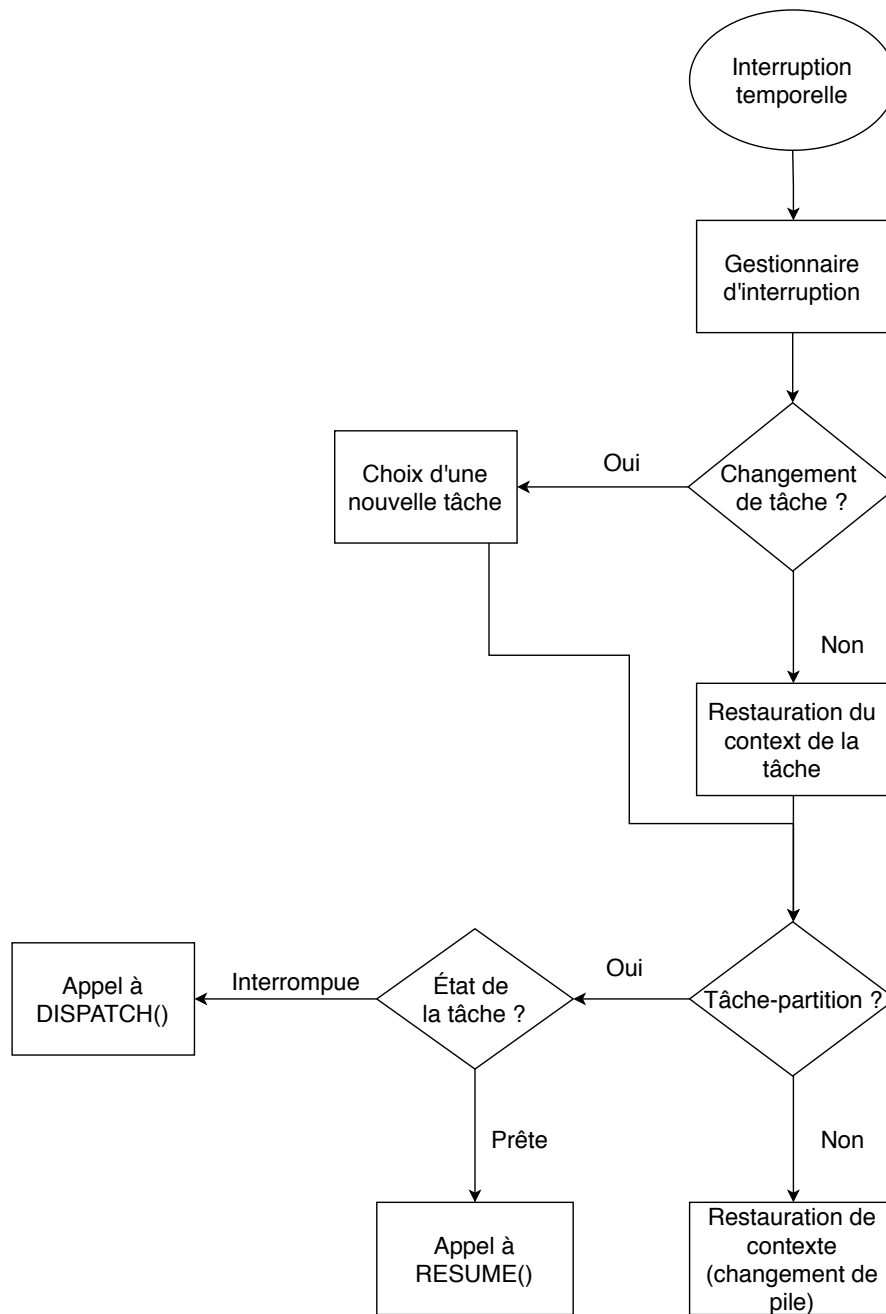 Interruption
temporelle
Gestionnaire
d'interruption
Changement
de tâche ?
Oui
Choix d'une
nouvelle tâche
Non
Restauration du
context de la
tâche
Tâche-partition ?
Oui
État de
la tâche ?
Interrompue
Appel à
DISPATCH()
Prête
Appel à
RESUME()
Non
Restauration de
contexte
(changement de
pile)